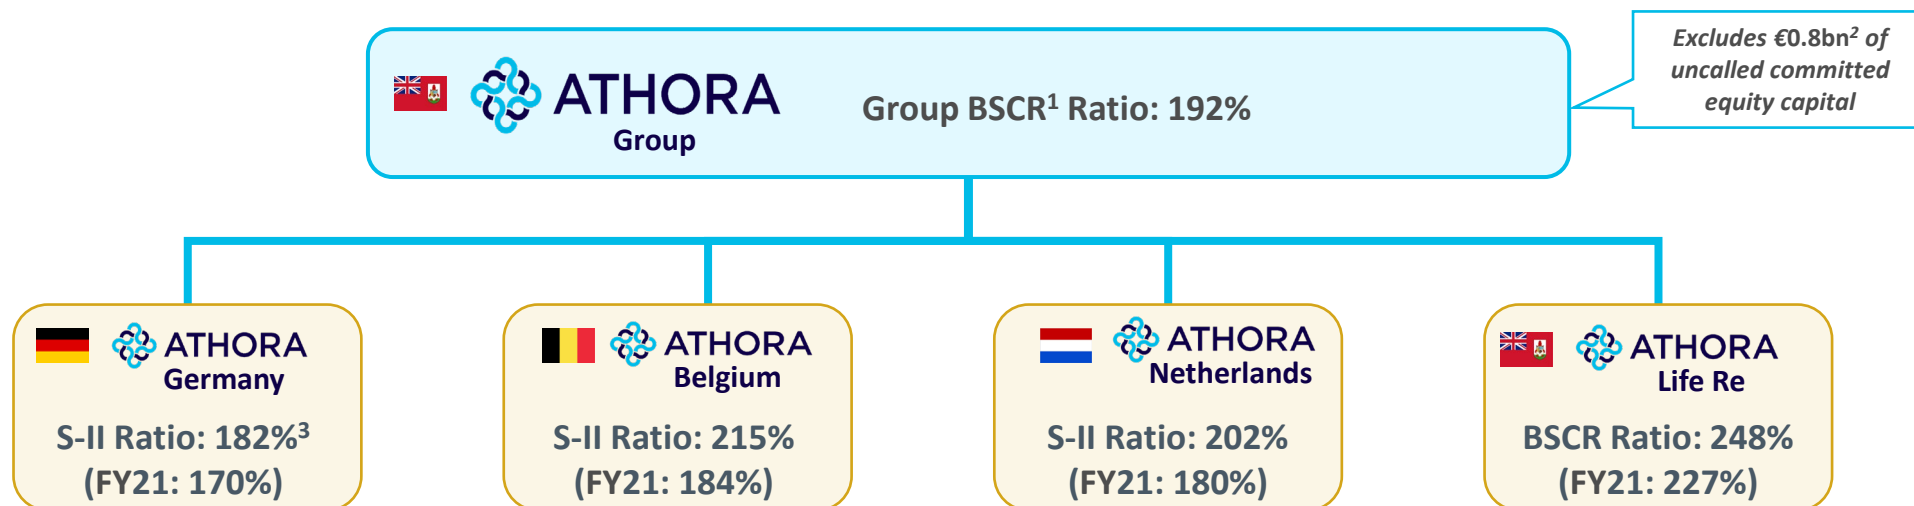 ATHORA
Group
Group BSCR¹ Ratio: 192%
Excludes €0.8bn² of
uncalled committed
equity capital
ATHORA
Germany
S-II Ratio: 182%³
(FY21: 170%)
ATHORA
Belgium
S-II Ratio: 215%
(FY21: 184%)
ATHORA
Netherlands
S-II Ratio: 202%
(FY21: 180%)
ATHORA
Life Re
BSCR Ratio: 248%
(FY21: 227%)